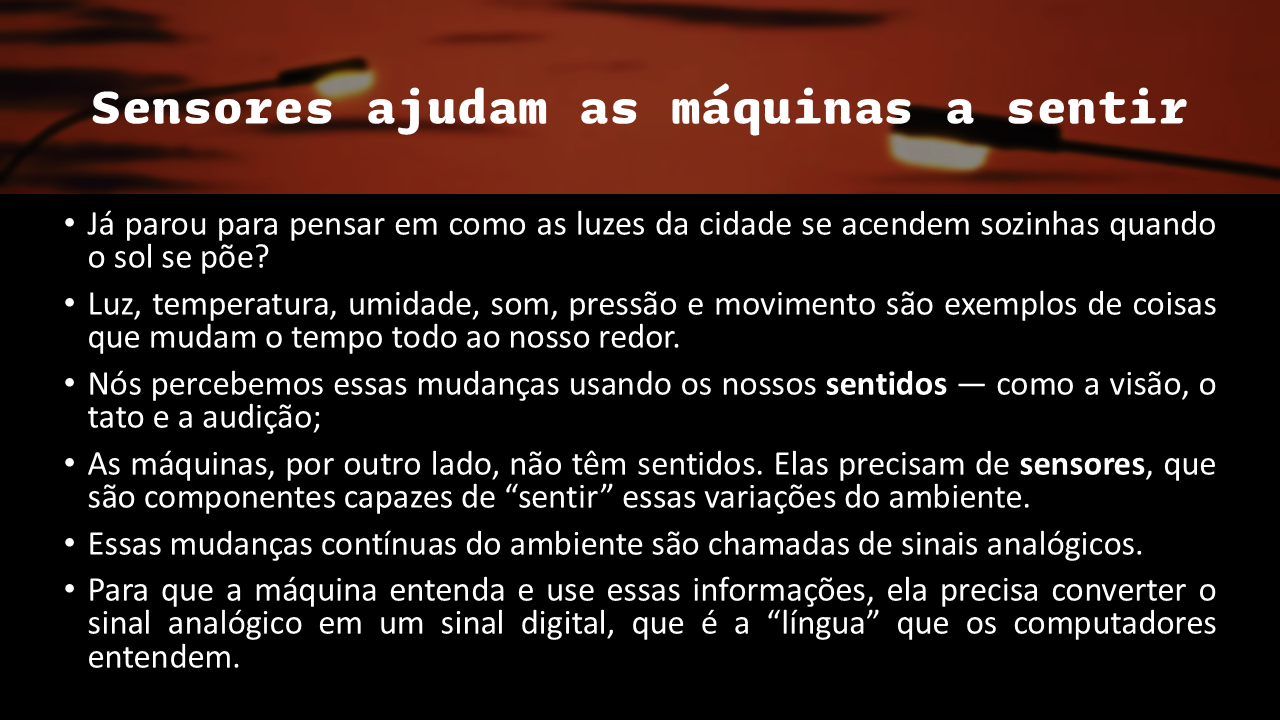 Sensores ajudam as máquinas a sentir
• Já parou para pensar em como as luzes da cidade se acendem sozinhas quando
o sol se põe?
• Luz, temperatura, umidade, som, pressão e movimento são exemplos de coisas
que mudam o tempo todo ao nosso redor.
• Nós percebemos essas mudanças usando os nossos sentidos — como a visão, o
tato e a audição;
• As máquinas, por outro lado, não têm sentidos. Elas precisam de sensores, que
são componentes capazes de “sentir” essas variações do ambiente.
• Essas mudanças contínuas do ambiente são chamadas de sinais analógicos.
• Para que a máquina entenda e use essas informações, ela precisa converter o
sinal analógico em um sinal digital, que é a “língua” que os computadores
entendem.